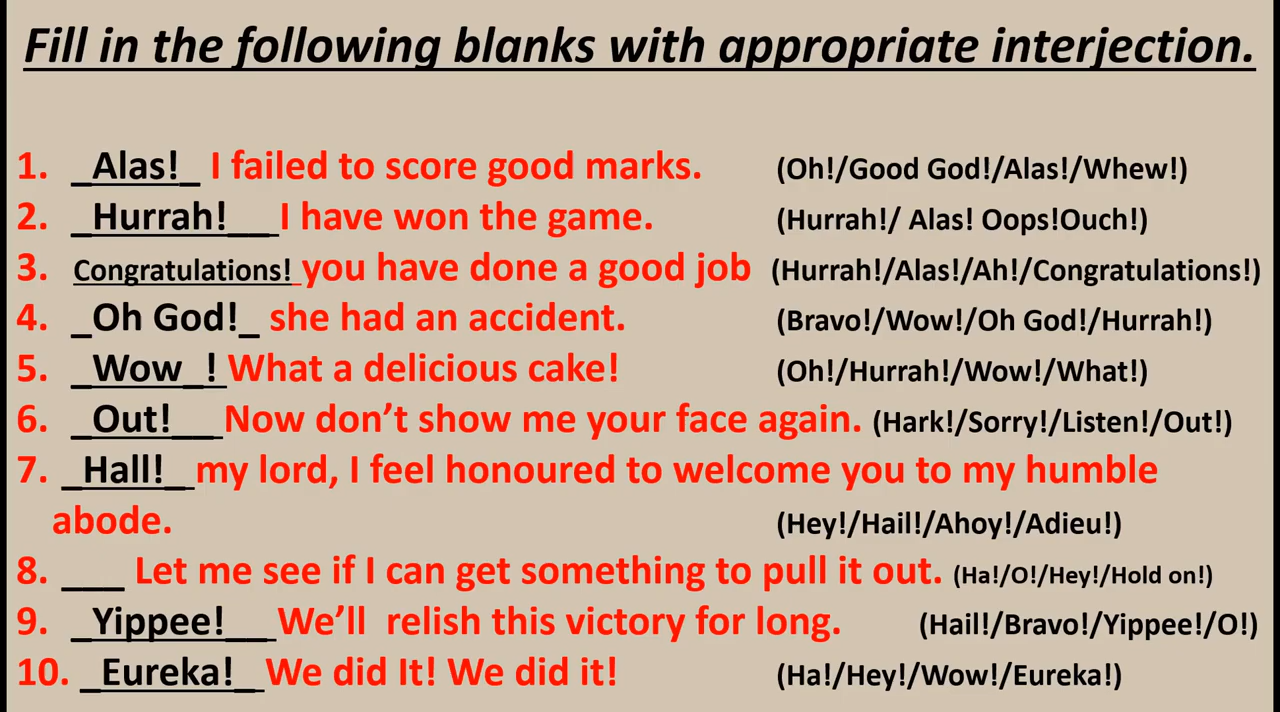 Fill in the following blanks with appropriate interjection.
1. _Alas!_ I failed to score good marks. (Oh!/Good God!/Alas!/Whew!)
2. _Hurrah!__ I have won the game. (Hurrah!/ Alas! Oops!Ouch!)
3. Congratulations!_you have done a good job (Hurrah!/Alas!/Ah!/Congratulations!)
4. _Oh God!_ she had an accident. (Bravo!/Wow!/Oh God!/Hurrah!)
5. _Wow_! What a delicious cake! (Oh!/Hurrah!/Wow!/What!)
6. _Out!__ Now don't show me your face again. (Hark!/Sorry!/Listen!/Out!)
7. _Hall!_ my lord, I feel honoured to welcome you to my humble
abode. (Hey!/Hail!/Ahoy!/Adieu!)
8. ___ Let me see if I can get something to pull it out. (Ha!/O!/Hey!/Hold on!)
9. _Yippee!__ We'll relish this victory for long. (Hail!/Bravo!/Yippee!/O!)
10. _Eureka!_ We did It! We did it! (Ha!/Hey!/Wow!/Eureka!)